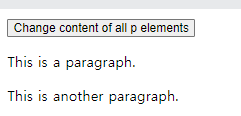 Change content of all p elements
This is a paragraph.
This is another paragraph.